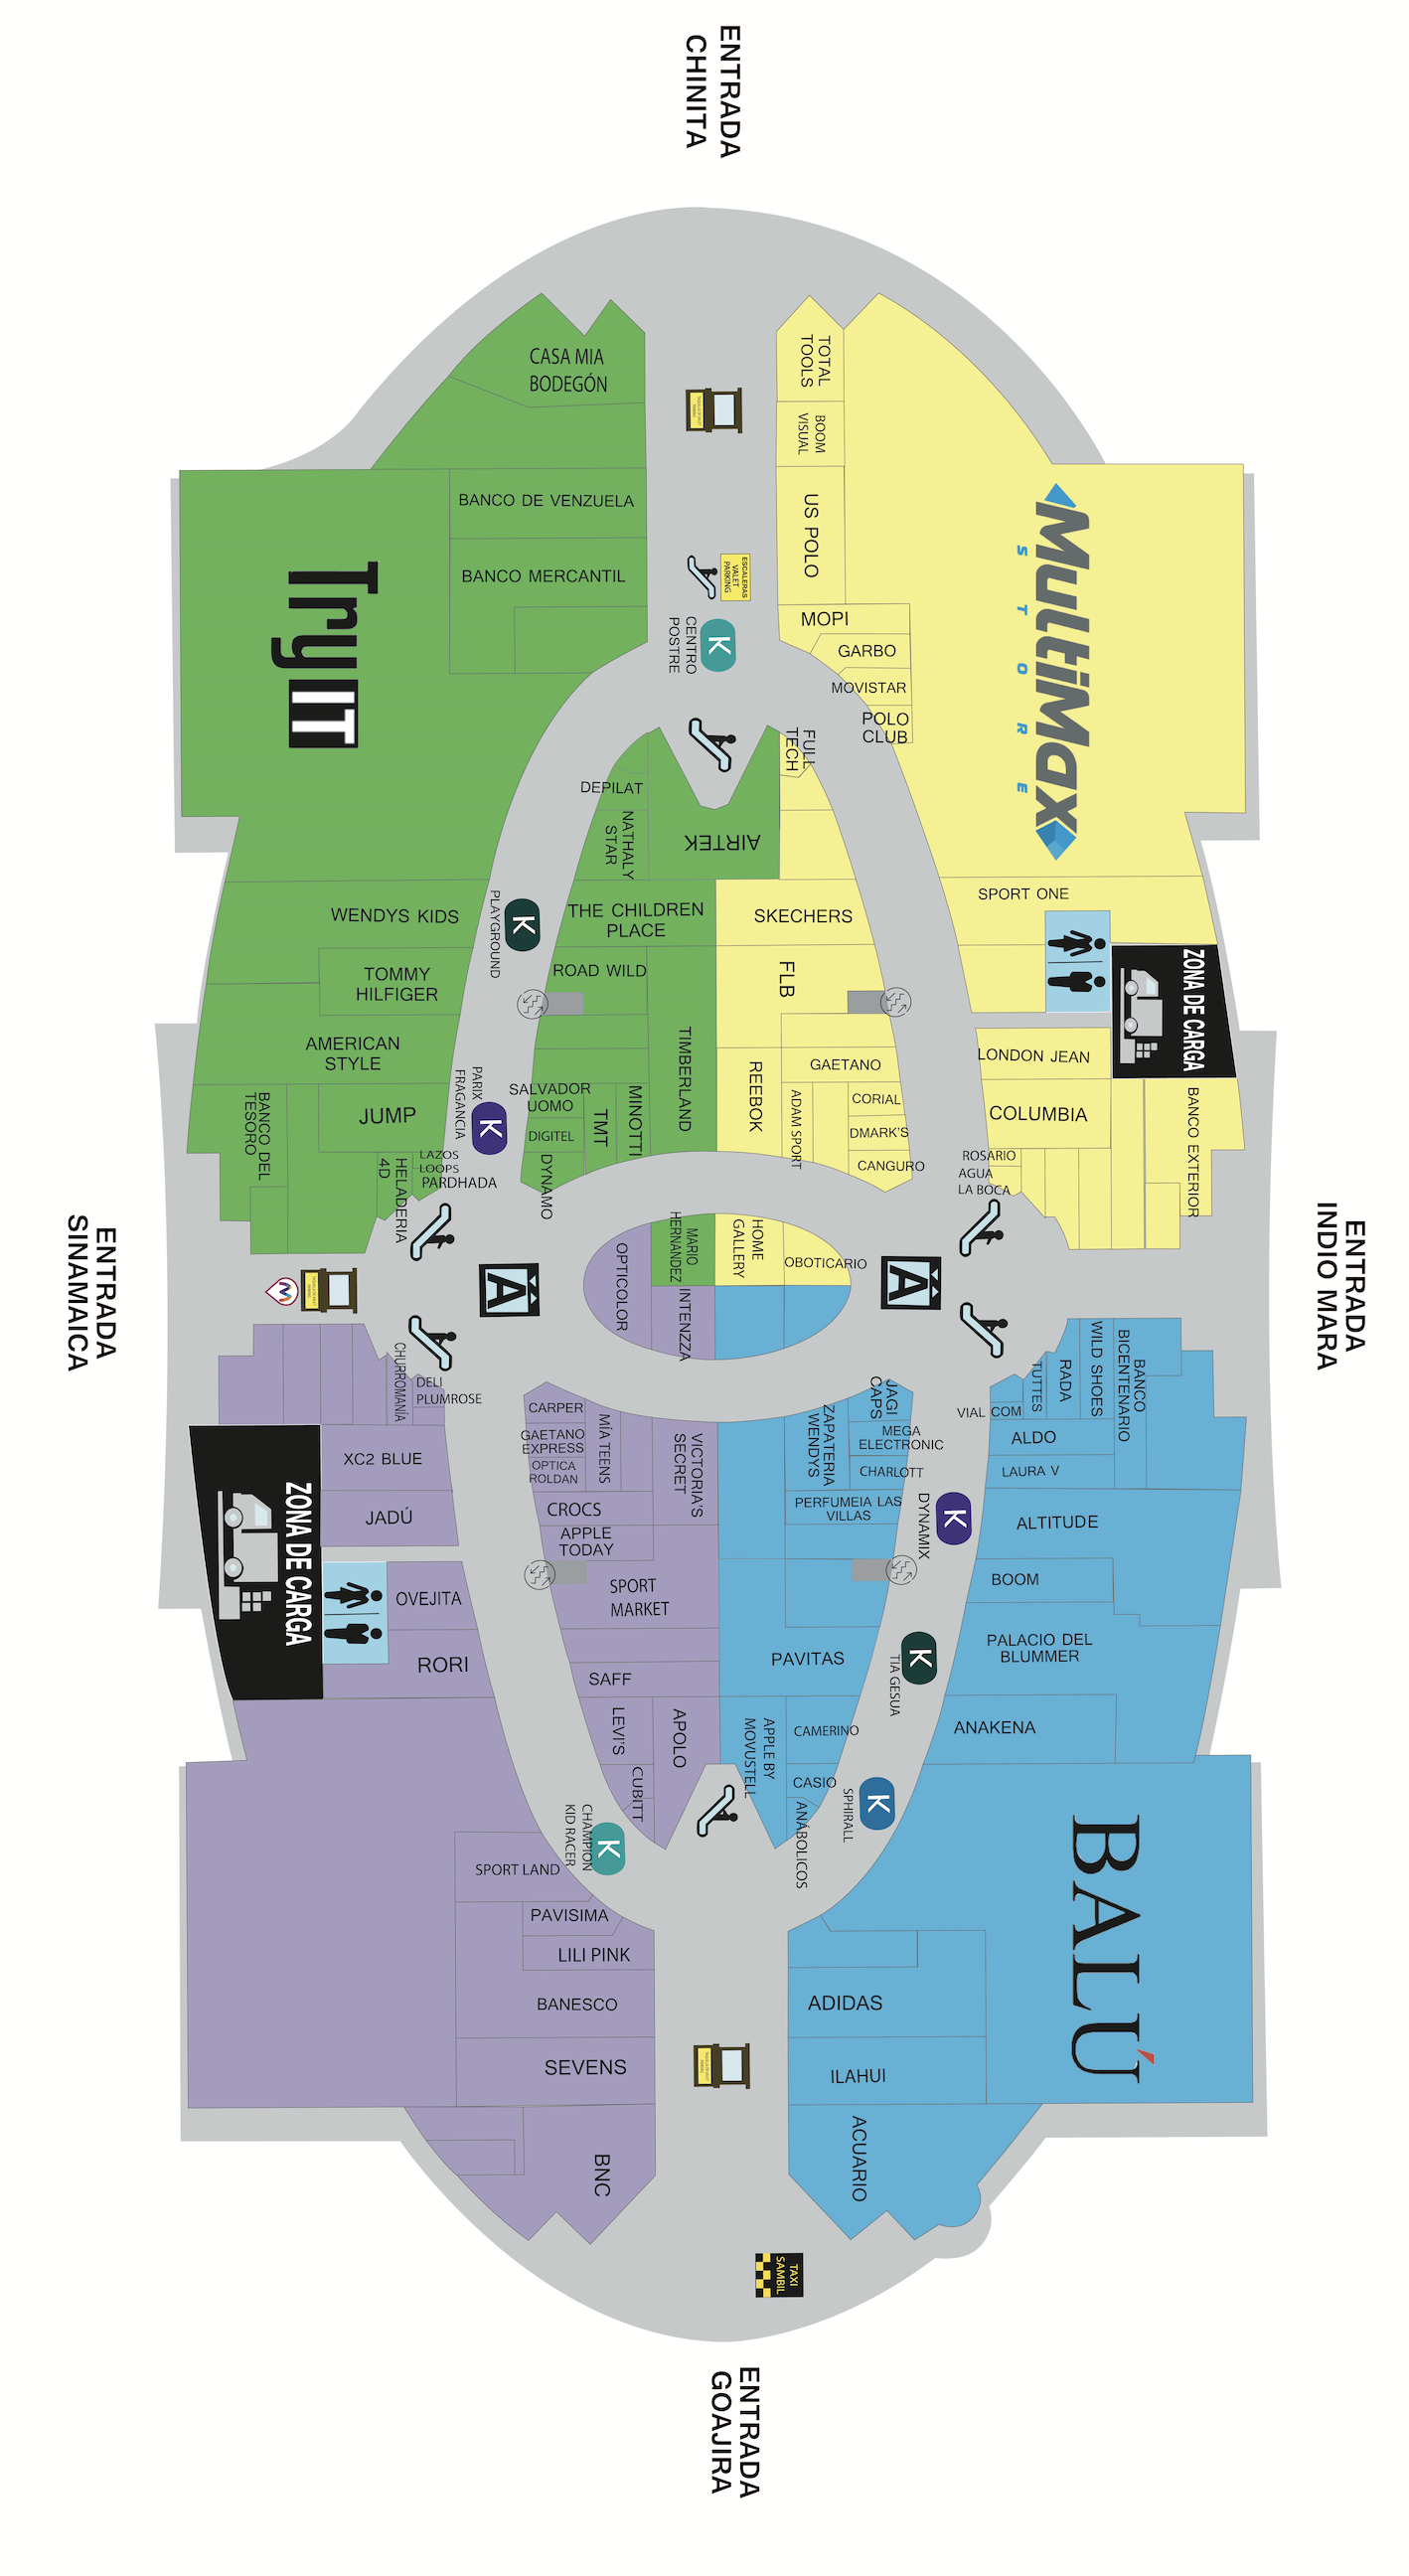 ENTRADA
CHINITA
CASA MIA
BODEGÓN
TOTAL
TOOLS
BOOM
VISUAL
BANCO DE VENZUELA
US POLO
MultiMax
STORE
BANCO MERCANTIL
ESCALERAS
VALET
PARKING
TryIT
MOPI
K
CENTRO
POSTRE
GARBO
MOVISTAR
POLO
CLUB
FULL
TECH
DEPILAT
NATHALY
STAR
AIRTEK
SPORT ONE
WENDYS KIDS
K
PLAYGROUND
THE CHILDREN
PLACE
SKECHERS
TOMMY
HILFIGER
ROAD WILD
FLB
ZONA DE CARGA
AMERICAN
STYLE
TIMBERLAND
REEBOK
GAETANO
LONDON JEAN
SALVADOR
UOMO
TMT
MINOTTI
ADAM SPORT
CORIAL
COLUMBIA
BANCO EXTERIOR
BANCO DEL
TESORO
JUMP
PARIX
FRAGANCIA
K
DIGITEL
DMARK'S
LAZOS
LOOPS
PARDHADA
HELADERIA
4D
DYNAMO
CANGURO
ROSARIO
AGUA
LA BOCA
MARIO
HERNANDEZ
HOME
GALLERY
OBOTICARIO
OPTICOLOR
INTENZZA
A
A
ENTRADA
SINAMAICA
ENTRADA
INDIO MARA
CHURROMANÍA
DELI
PLUMROSE
CARPER
GAETANO
EXPRESS
OPTICA
ROLDAN
MÍA TEENS
VICTORIA'S
SECRET
ZAPATERIA
WENDYS
JAGI
CAPS
MEGA
ELECTRONIC
CHARLOTT
VIAL COM
TUTTES
RADA
WILD SHOES
BANCO
BICENTENARIO
ALDO
LAURA V
XC2 BLUE
JADÚ
ZONA DE CARGA
CROCS
APPLE
TODAY
PERFUMEIA LAS
VILLAS
K
DYNAMIX
ALTITUDE
OVEJITA
SPORT
MARKET
BOOM
RORI
SAFF
PAVITAS
K
TIA GESUA
PALACIO DEL
BLUMMER
LEVI'S
APOLO
APPLE BY
MOVUSTELL
CAMERINO
ANAKENA
CUBITT
CASIO
ANABOLICOS
K
SPHIRALL
K
CHAMPION
KID RACER
BALÚ
SPORT LAND
PAVISIMA
LILI PINK
BANESCO
ADIDAS
SEVENS
ILAHUI
BNC
ACUARIO
TAXI
SAMBIL
ENTRADA
GOAJIRA